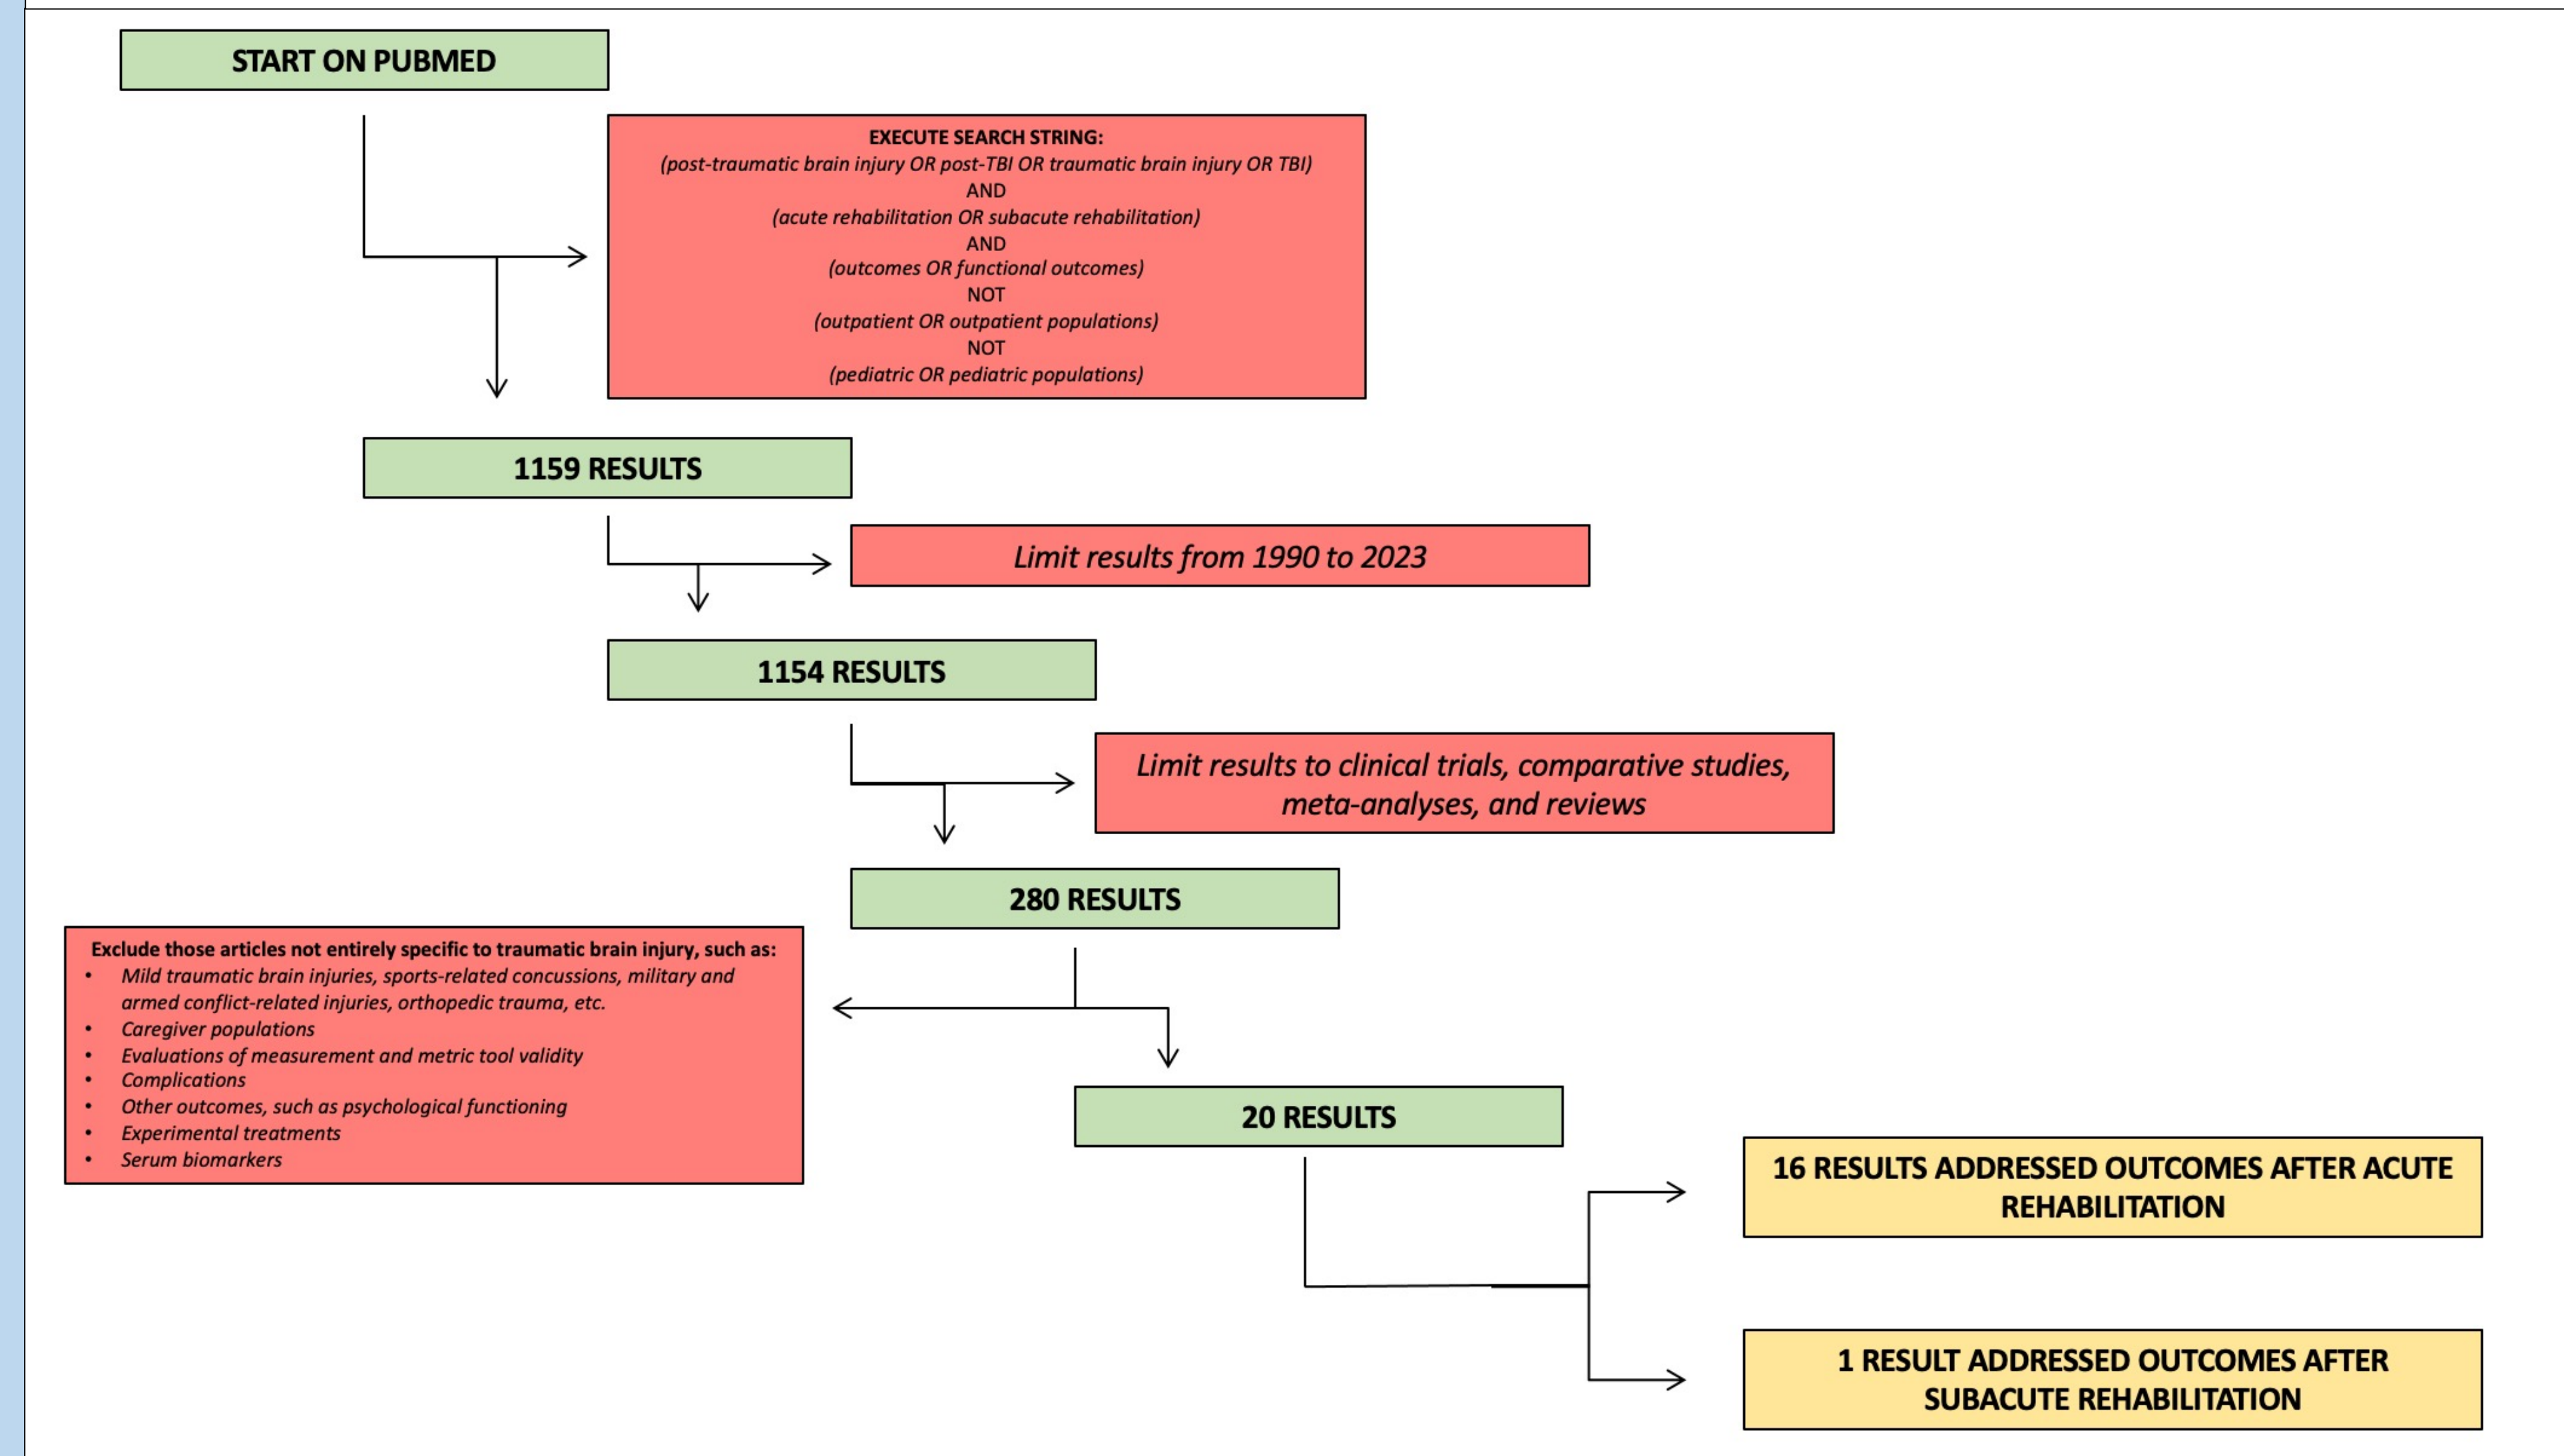 START ON PUBMED
EXECUTE SEARCH STRING:
(post-traumatic brain injury OR post-TBI OR traumatic brain injury OR TBI)
AND
(acute rehabilitation OR subacute rehabilitation)
AND
(outcomes OR functional outcomes)
NOT
(outpatient OR outpatient populations)
NOT
(pediatric OR pediatric populations)
1159 RESULTS
Limit results from 1990 to 2023
1154 RESULTS
Limit results to clinical trials, comparative studies,
meta-analyses, and reviews
280 RESULTS
Exclude those articles not entirely specific to traumatic brain injury, such as:
• Mild traumatic brain injuries, sports-related concussions, military and
armed conflict-related injuries, orthopedic trauma, etc.
• Caregiver populations
• Evaluations of measurement and metric tool validity
• Complications
• Other outcomes, such as psychological functioning
• Experimental treatments
• Serum biomarkers
20 RESULTS
16 RESULTS ADDRESSED OUTCOMES AFTER ACUTE
REHABILITATION
1 RESULT ADDRESSED OUTCOMES AFTER
SUBACUTE REHABILITATION